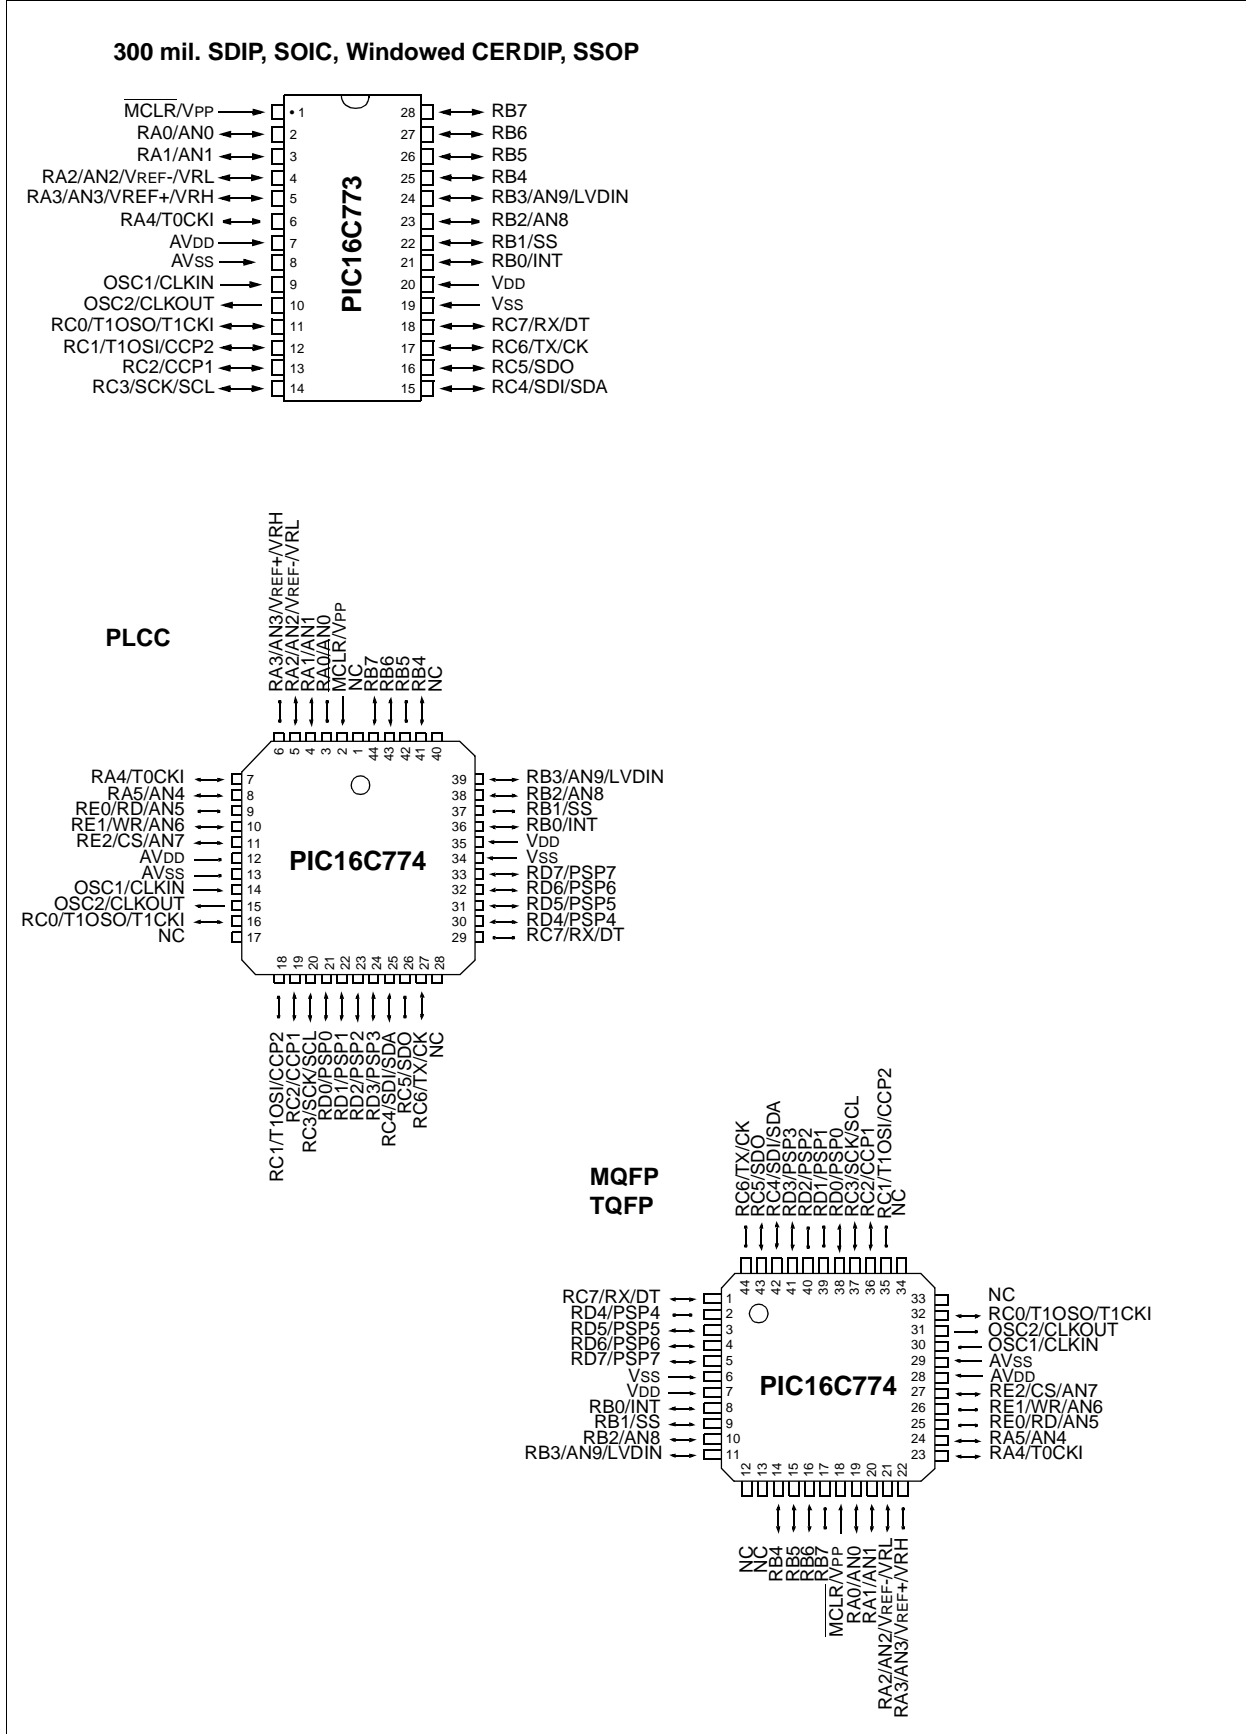 300 mil. SDIP, SOIC, Windowed CERDIP, SSOP
MCLR/VPP
RA0/AN0
RA1/AN1
RA2/AN2/VREF-/VRL
RA3/AN3/VREF+/VRH
RA4/T0CKI
AVDD
AVSS
OSC1/CLKIN
OSC2/CLKOUT
RC0/T1OSO/T1CKI
RC1/T1OSI/CCP2
RC2/CCP1
RC3/SCK/SCL
• 1
2
3
4
5
6
7
8
9
10
11
12
13
14
PIC16C773
28
27
26
25
24
23
22
21
20
19
18
17
16
15
RB7
RB6
RB5
RB4
RB3/AN9/LVDIN
RB2/AN8
RB1/SS
RB0/INT
VDD
VSS
RC7/RX/DT
RC6/TX/CK
RC5/SDO
RC4/SDI/SDA
PLCC
RA3/AN3/VREF+/VRH
RA2/AN2/VREF-/VRL
RA1/AN1
RA0/AN0
MCLR/VPP
NC
RB7
RB6
RB5
RB4
NC
6
5
4
3
2
1
44
43
42
41
40
RA4/T0CKI
RA5/AN4
RE0/RD/AN5
RE1/WR/AN6
RE2/CS/AN7
AVDD
AVSS
OSC1/CLKIN
OSC2/CLKOUT
RC0/T1OSO/T1CKI
NC
7
8
9
10
11
12
13
14
15
16
17
PIC16C774
39
38
37
36
35
34
33
32
31
30
29
RB3/AN9/LVDIN
RB2/AN8
RB1/SS
RB0/INT
VDD
VSS
RD7/PSP7
RD6/PSP6
RD5/PSP5
RD4/PSP4
RC7/RX/DT
18
19
20
21
22
23
24
25
26
27
28
RC1/T1OSI/CCP2
RC2/CCP1
RC3/SCK/SCL
RD0/PSP0
RD1/PSP1
RD2/PSP2
RD3/PSP3
RC4/SDI/SDA
RC5/SDO
RC6/TX/CK
NC
MQFP
TQFP
RC6/TX/CK
RC5/SDO
RC4/SDI/SDA
RD3/PSP3
RD2/PSP2
RD1/PSP1
RD0/PSP0
RC3/SCK/SCL
RC2/CCP1
RC1/T1OSI/CCP2
NC
44
43
42
41
40
39
38
37
36
35
34
RC7/RX/DT
RD4/PSP4
RD5/PSP5
RD6/PSP6
RD7/PSP7
VSS
VDD
RB0/INT
RB1/SS
RB2/AN8
RB3/AN9/LVDIN
1
2
3
4
5
6
7
8
9
10
11
PIC16C774
33
32
31
30
29
28
27
26
25
24
23
NC
RC0/T1OSO/T1CKI
OSC2/CLKOUT
OSC1/CLKIN
AVSS
AVDD
RE2/CS/AN7
RE1/WR/AN6
RE0/RD/AN5
RA5/AN4
RA4/T0CKI
12
13
14
15
16
17
18
19
20
21
22
NC
NC
RB4
RB5
RB6
RB7
MCLR/VPP
RA0/AN0
RA1/AN1
RA2/AN2/VREF-/VRL
RA3/AN3/VREF+/VRH